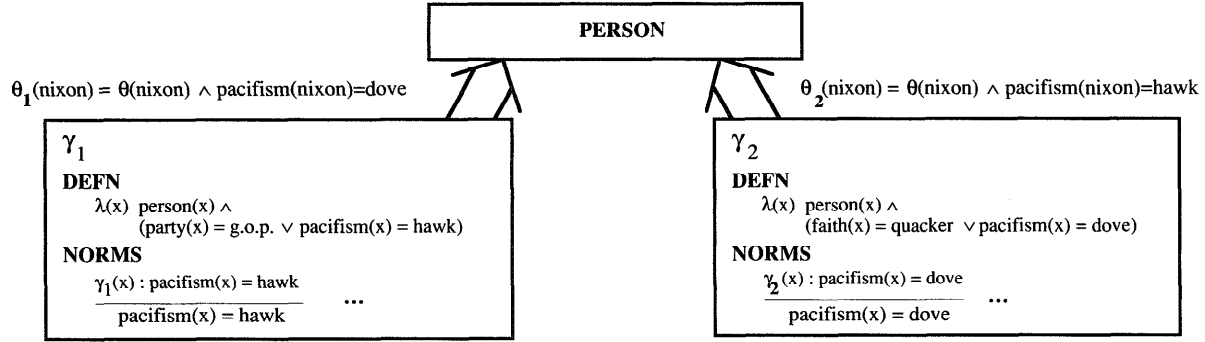 PERSON
θ₁(nixon) = θ(nixon) ∧ pacifism(nixon)=dove
θ₂(nixon) = θ(nixon) ∧ pacifism(nixon)=hawk
γ₁
DEFN
λ(x) person(x) ∧
(party(x) = g.o.p. ∨ pacifism(x) = hawk)
NORMS
γ₁(x) : pacifism(x) = hawk
...
pacifism(x) = hawk
γ₂
DEFN
λ(x) person(x) ∧
(faith(x) = quacker ∨ pacifism(x) = dove)
NORMS
γ₂(x) : pacifism(x) = dove
...
pacifism(x) = dove